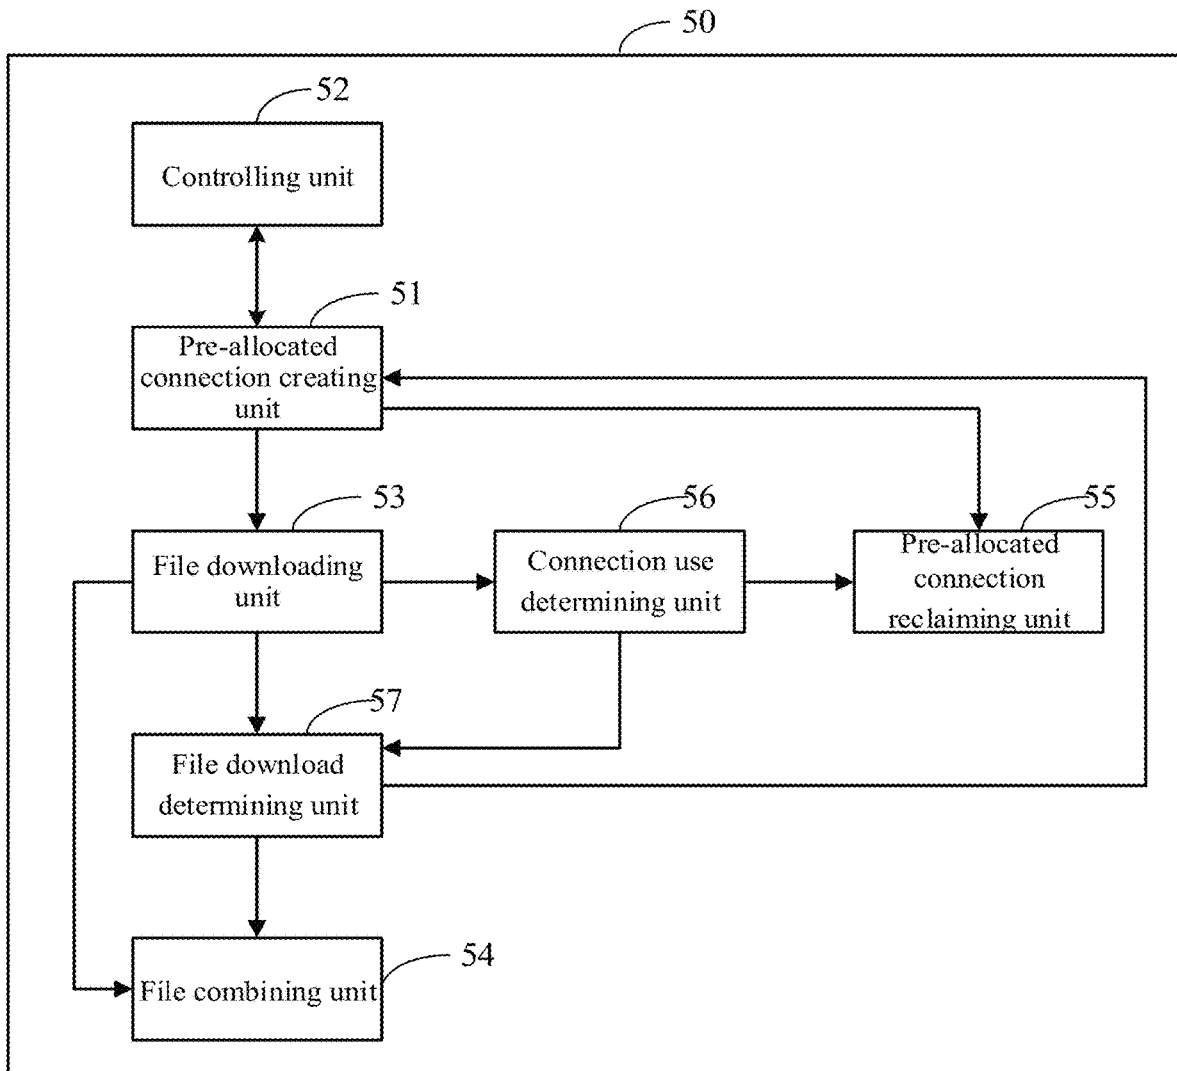 50
52
Controlling unit
51
Pre-allocated
connection creating
unit
53
File downloading
unit
56
Connection use
determining unit
55
Pre-allocated
connection
reclaiming unit
57
File download
determining unit
54
File combining unit